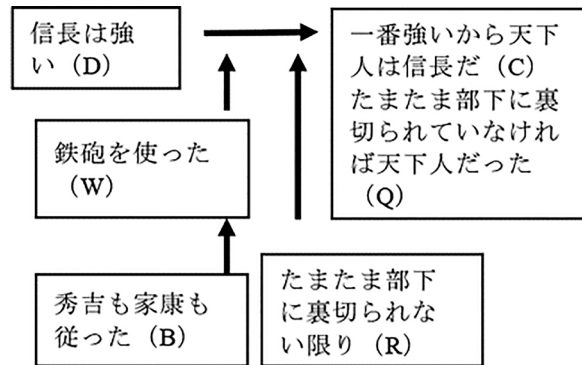 信長は強
い（D）
一番強いから天下
人は信長だ（C）
たまたま部下に裏
切られていなけれ
ば天下人だった
（Q）
鉄砲を使った
（W）
秀吉も家康も
従った（B）
たまたま部下
に裏切られな
い限り（R）